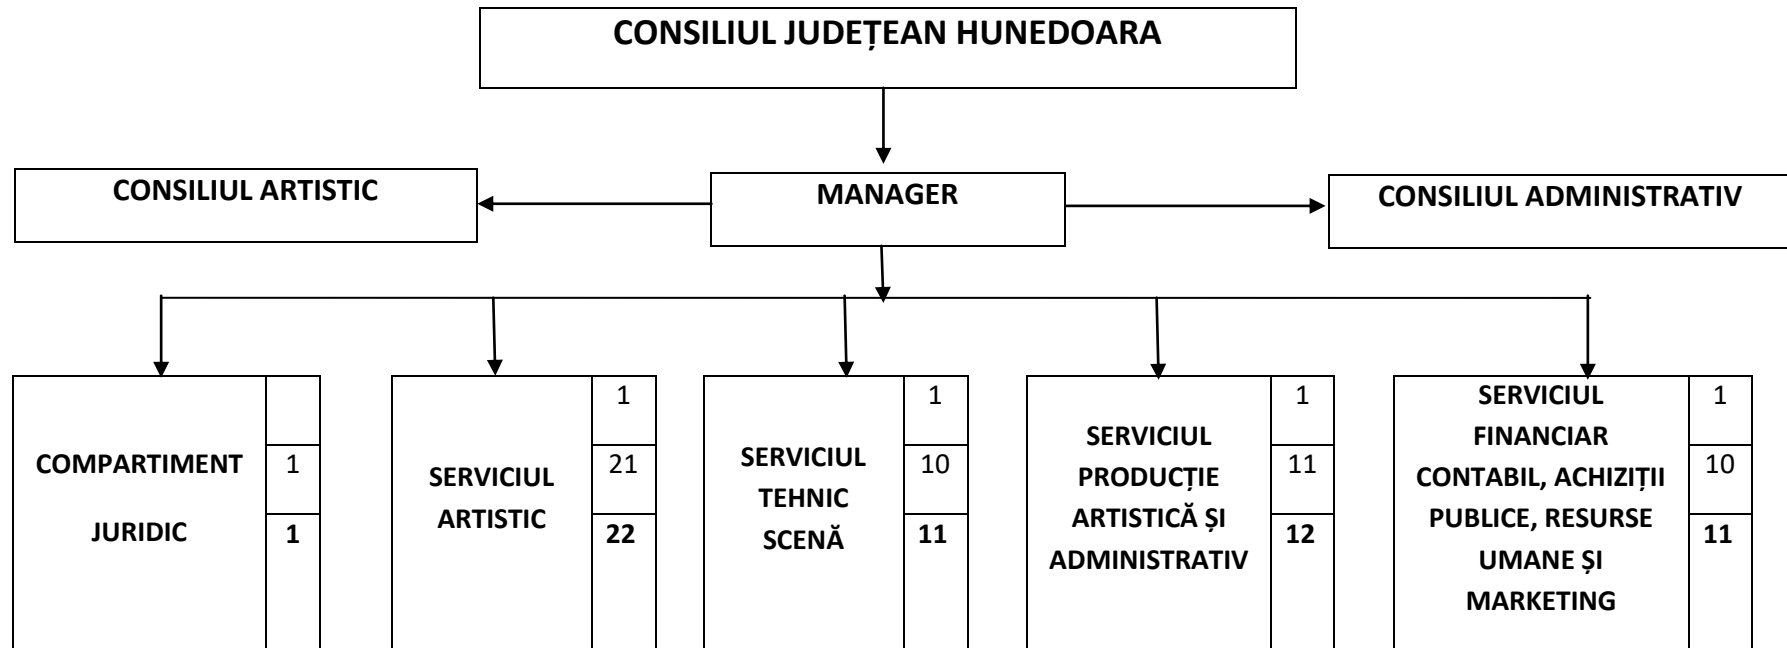 CONSILIUL JUDEȚEAN HUNEDOARA
CONSILIUL ARTISTIC
MANAGER
CONSILIUL ADMINISTRATIV
COMPARTIMENT
JURIDIC
1
1
SERVICIUL
ARTISTIC
1
21
22
SERVICIUL
TEHNIC
SCENĂ
1
10
11
SERVICIUL
PRODUCȚIE
ARTISTICĂ ȘI
ADMINISTRATIV
1
11
12
SERVICIUL
FINANCIAR
CONTABIL, ACHIZIȚII
PUBLICE, RESURSE
UMANE ȘI
MARKETING
1
10
11